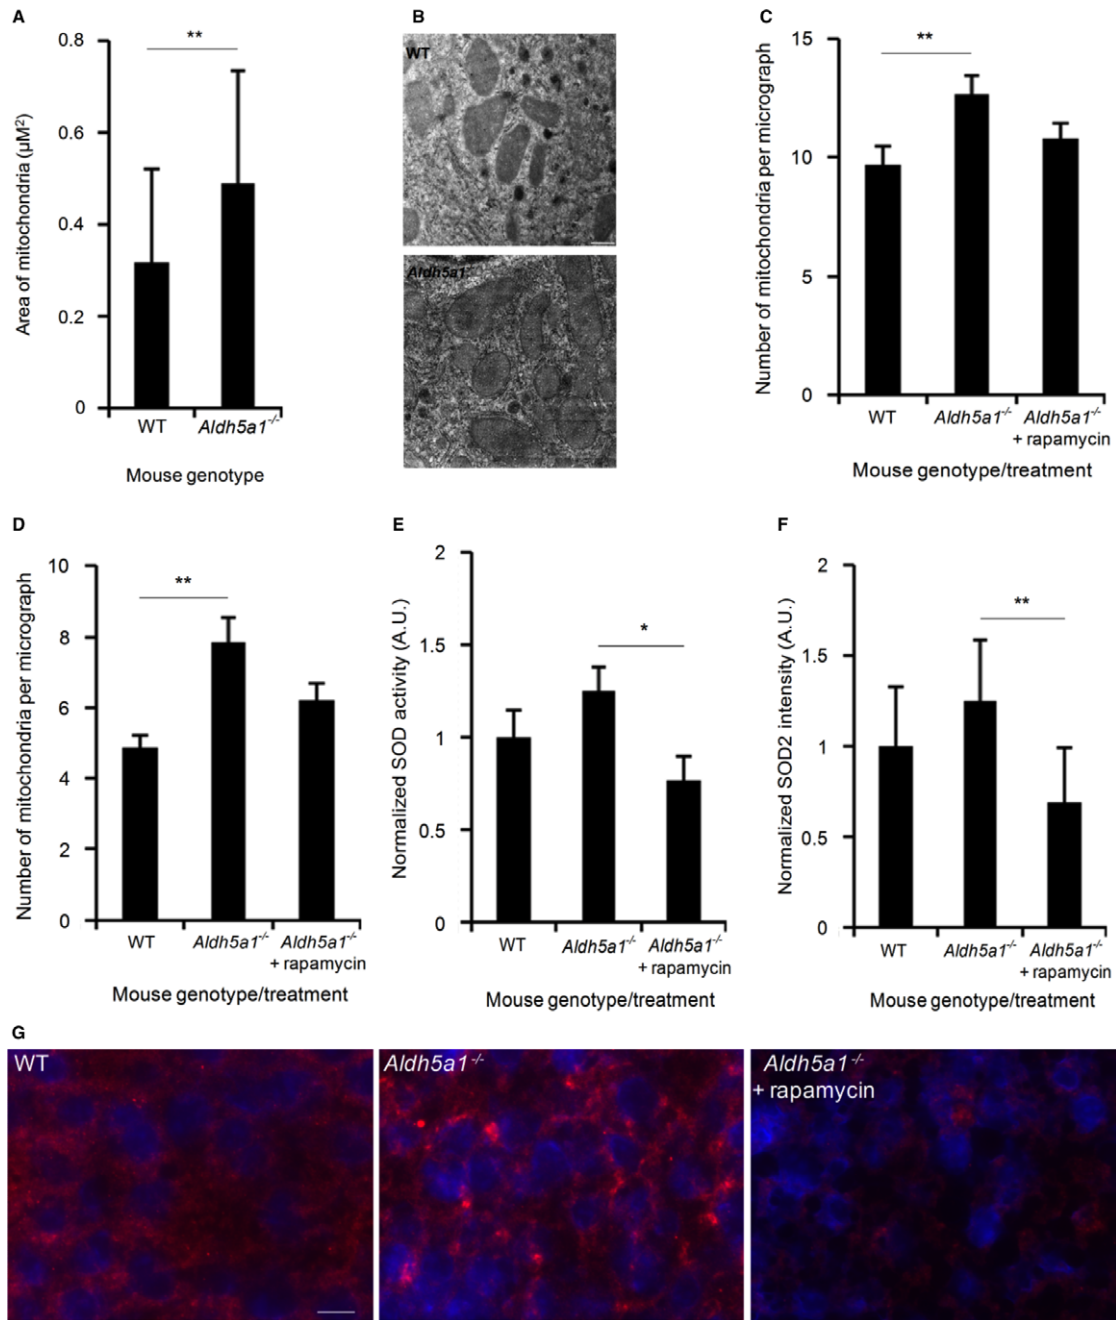 A
Area of mitochondria (µM²)
0.8
0.6
0.4
0.2
0
**
WT
Aldh5a1-/-
Mouse genotype
B
WT
Aldh5a1
C
Number of mitochondria per micrograph
15
10
5
0
**
WT
Aldh5a1-/-
Aldh5a1-/-
+ rapamycin
Mouse genotype/treatment
D
Number of mitochondria per micrograph
10
8
6
4
2
0
**
WT
Aldh5a1-/-
Aldh5a1-/-
+ rapamycin
Mouse genotype/treatment
E
Normalized SOD activity (A.U.)
2
1.5
1
0.5
0
*
WT
Aldh5a1-/-
Aldh5a1-/-
+ rapamycin
Mouse genotype/treatment
F
Normalized SOD2 intensity (A.U.)
2
1.5
1
0.5
0
**
WT
Aldh5a1-/-
Aldh5a1-/-
+ rapamycin
Mouse genotype/treatment
G
WT
Aldh5a1-/-
Aldh5a1-/-
+ rapamycin